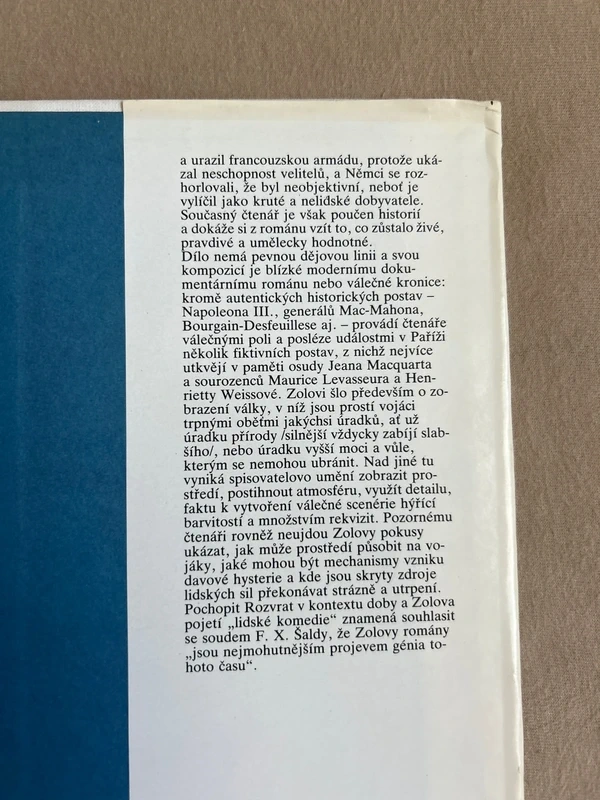 a urazil francouzskou armádu, protože uká-
zal neschopnost velitelů, a Němci se roz-
horlovali, že byl neobjektivní, neboť je
vylíčil jako kruté a nelidské dobyvatele.
Současný čtenář je však poučen historií
a dokáže si z románu vzít to, co zůstalo živé,
pravdivé a umělecky hodnotné.
Dílo nemá pevnou dějovou linii a svou
kompozicí je blízké modernímu doku-
mentárnímu románu nebo válečné kronice:
kromě autentických historických postav –
Napoleona III., generálů Mac-Mahona,
Bourgain-Desfeuillese aj. – provádí čtenáře
válečnými poli a posléze událostmi v Paříži
několik fiktivních postav, z nichž nejvíce
utkvějí v paměti osudy Jeana Macquarta
a sourozenců Maurice Levasseura a Hen-
rietty Weissové. Zolovi šlo především o zo-
brazení války, v níž jsou prostí vojáci
trpnými oběťmi jakýchsi úradků, ať už
úradku přírody /silnější vždycky zabíjí slab-
šího/, nebo úradku vyšší moci a vůle,
kterým se nemohou ubránit. Nad jiné tu
vyniká spisovatelovo umění zobrazit pro-
středí, postihnout atmosféru, využít detailu,
faktu k vytvoření válečné scenérie hýřící
barvitostí a množstvím rekvizit. Pozornému
čtenáři rovněž neujdou Zolovy pokusy
ukázat, jak může prostředí působit na vo-
jáky, jaké mohou být mechanismy vzniku
davové hysterie a kde jsou skryty zdroje
lidských sil překonávat strázně a utrpení.
Pochopit Rozvrat v kontextu doby a Zolova
pojetí „lidské komedie“ znamená souhlasit
se soudem F. X. Šaldy, že Zolovy romány
„jsou nejmohutnějším projevem génia to-
hoto času“.